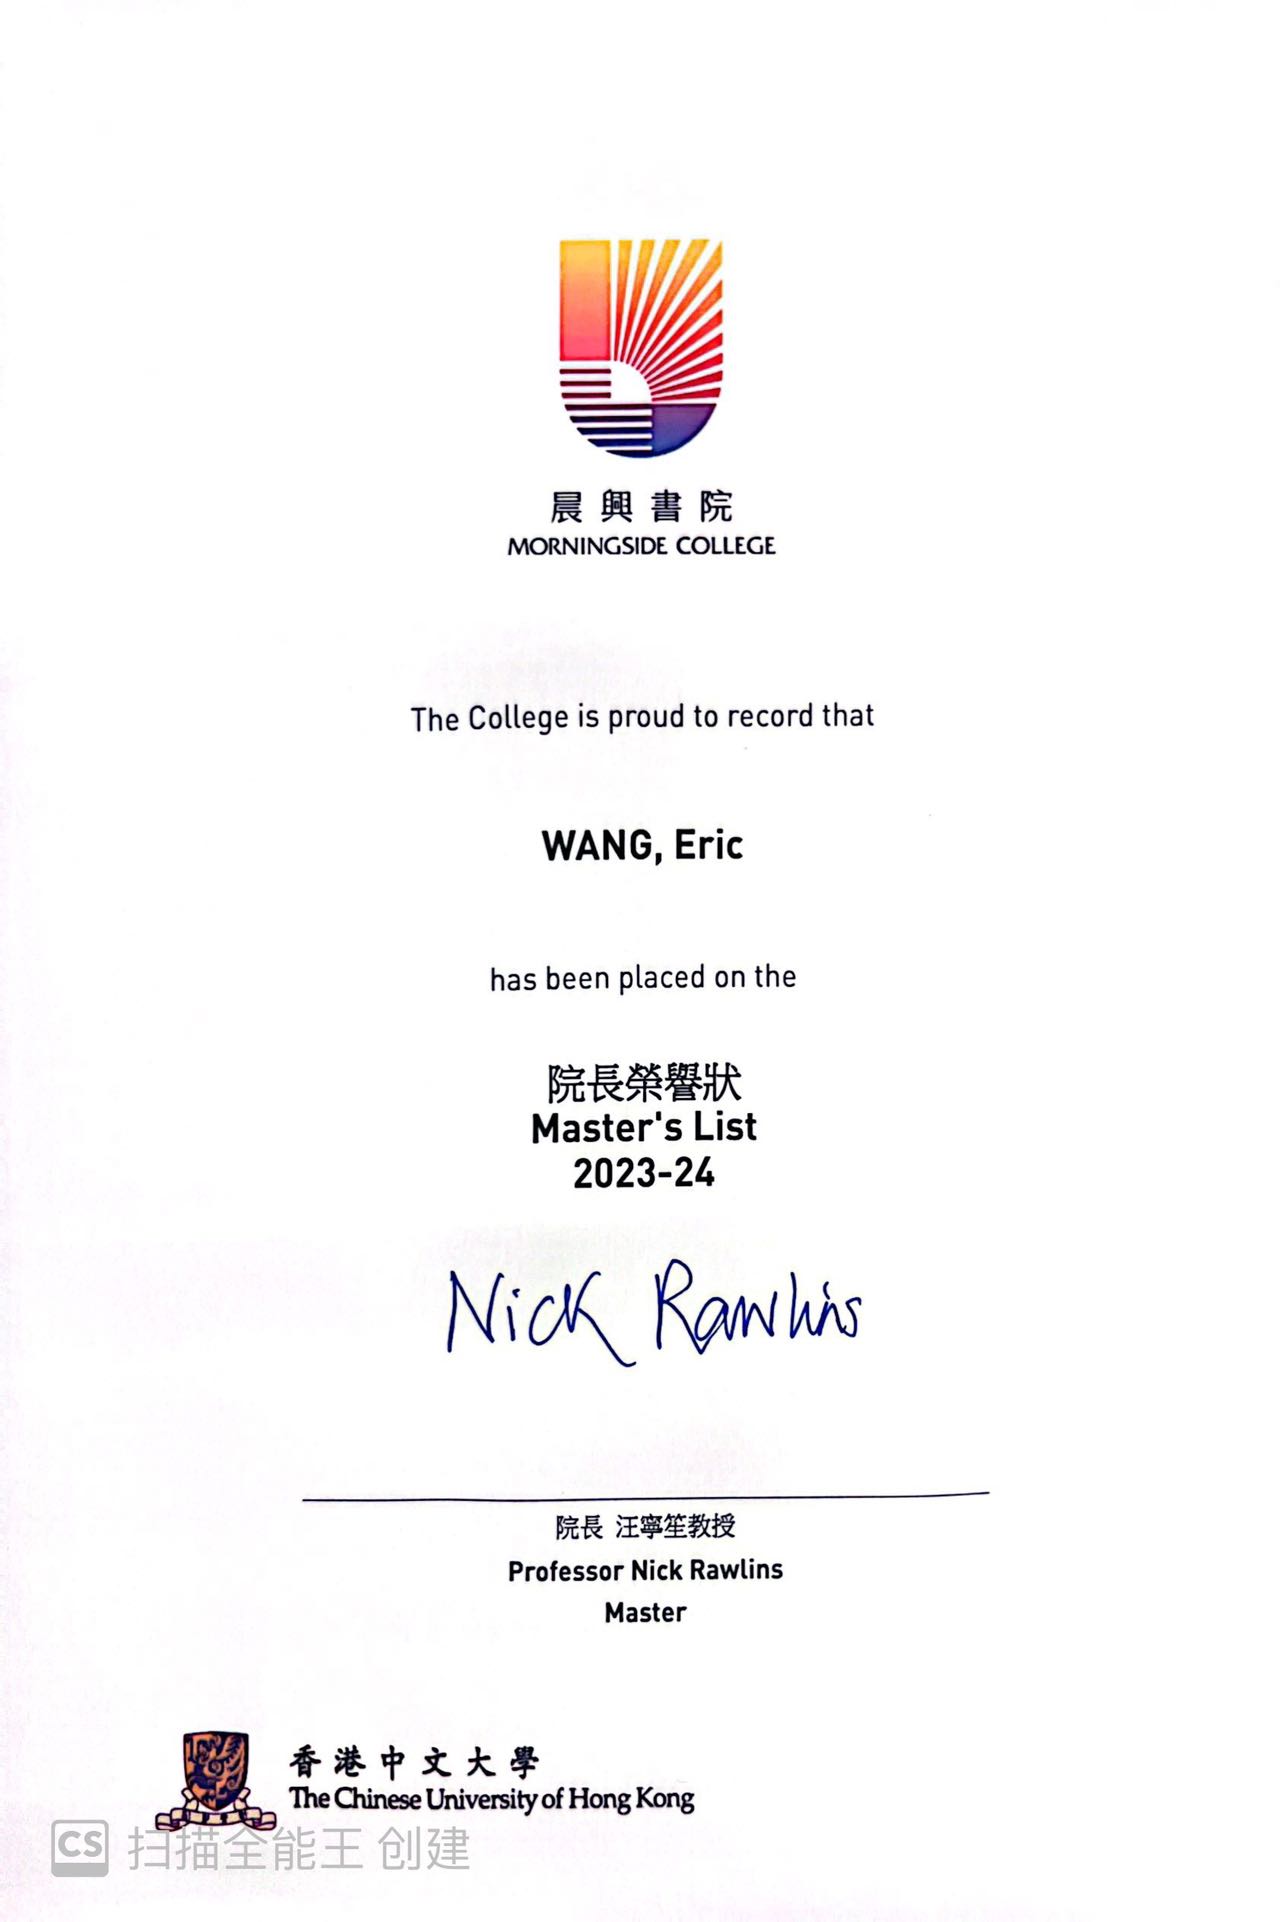 晨興書院
MORNINGSIDE COLLEGE
The College is proud to record that
WANG, Eric
has been placed on the
院長榮譽狀
Master's List
2023-24
Nick Rawlins
院長 汪寧笙教授
Professor Nick Rawlins
Master
香港中文大學
The Chinese University of Hong Kong
CS 扫描全能王 创建